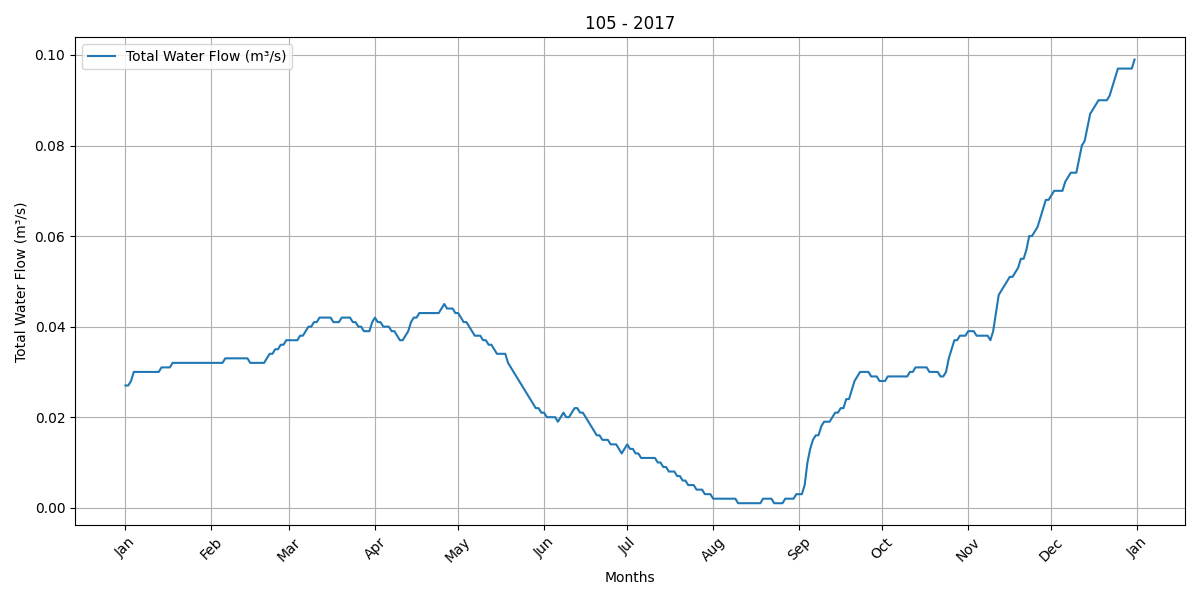 105 - 2017
Total Water Flow (m³/s)
0.10
0.08
0.06
0.04
0.02
0.00
Total Water Flow (m³/s)
Jan
Feb
Mar
Apr
May
Jun
Jul
Aug
Sep
Oct
Nov
Dec
Jan
Months